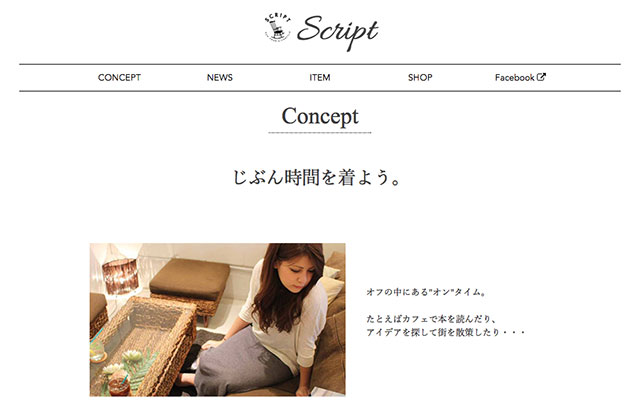 SCRIPT
Script
CONCEPT
NEWS
ITEM
SHOP
Facebook
Concept
じぶん時間を着よう。
オフの中にある"オン"タイム。
たとえばカフェで本を読んだり、
アイデアを探して街を散策したり・・・